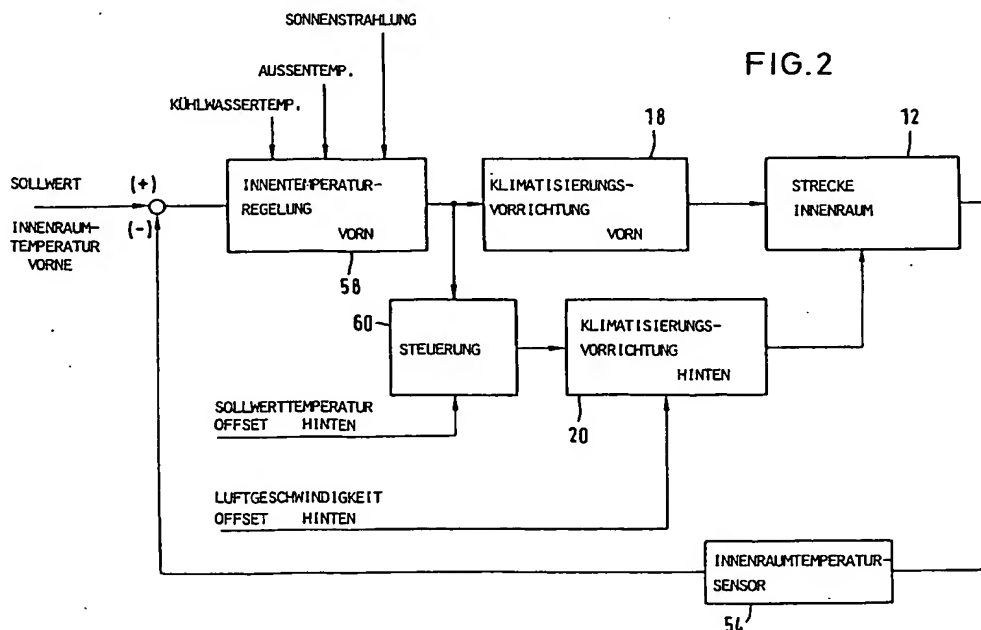 SONNENSTRAHLUNG
FIG.2
AUSSENTEMP.
KÜHLWASSERTEMP.
18
12
SOLLWERT
(+)
INNENTEMPERATUR-
REGELUNG
VORN
KLIMATISIERUNGS-
VORRICHTUNG
VORN
STRECKE
INNENRAUM
INNENRAUM-
TEMPERATUR
VORNE
(-)
58
60
STEUERUNG
KLIMATISIERUNGS-
VORRICHTUNG
HINTEN
SOLLWERTTEMPERATUR
OFFSET HINTEN
20
LUFTGESCHWINDIGKEIT
OFFSET HINTEN
INNENRAUMTEMPERATUR-
SENSOR
54